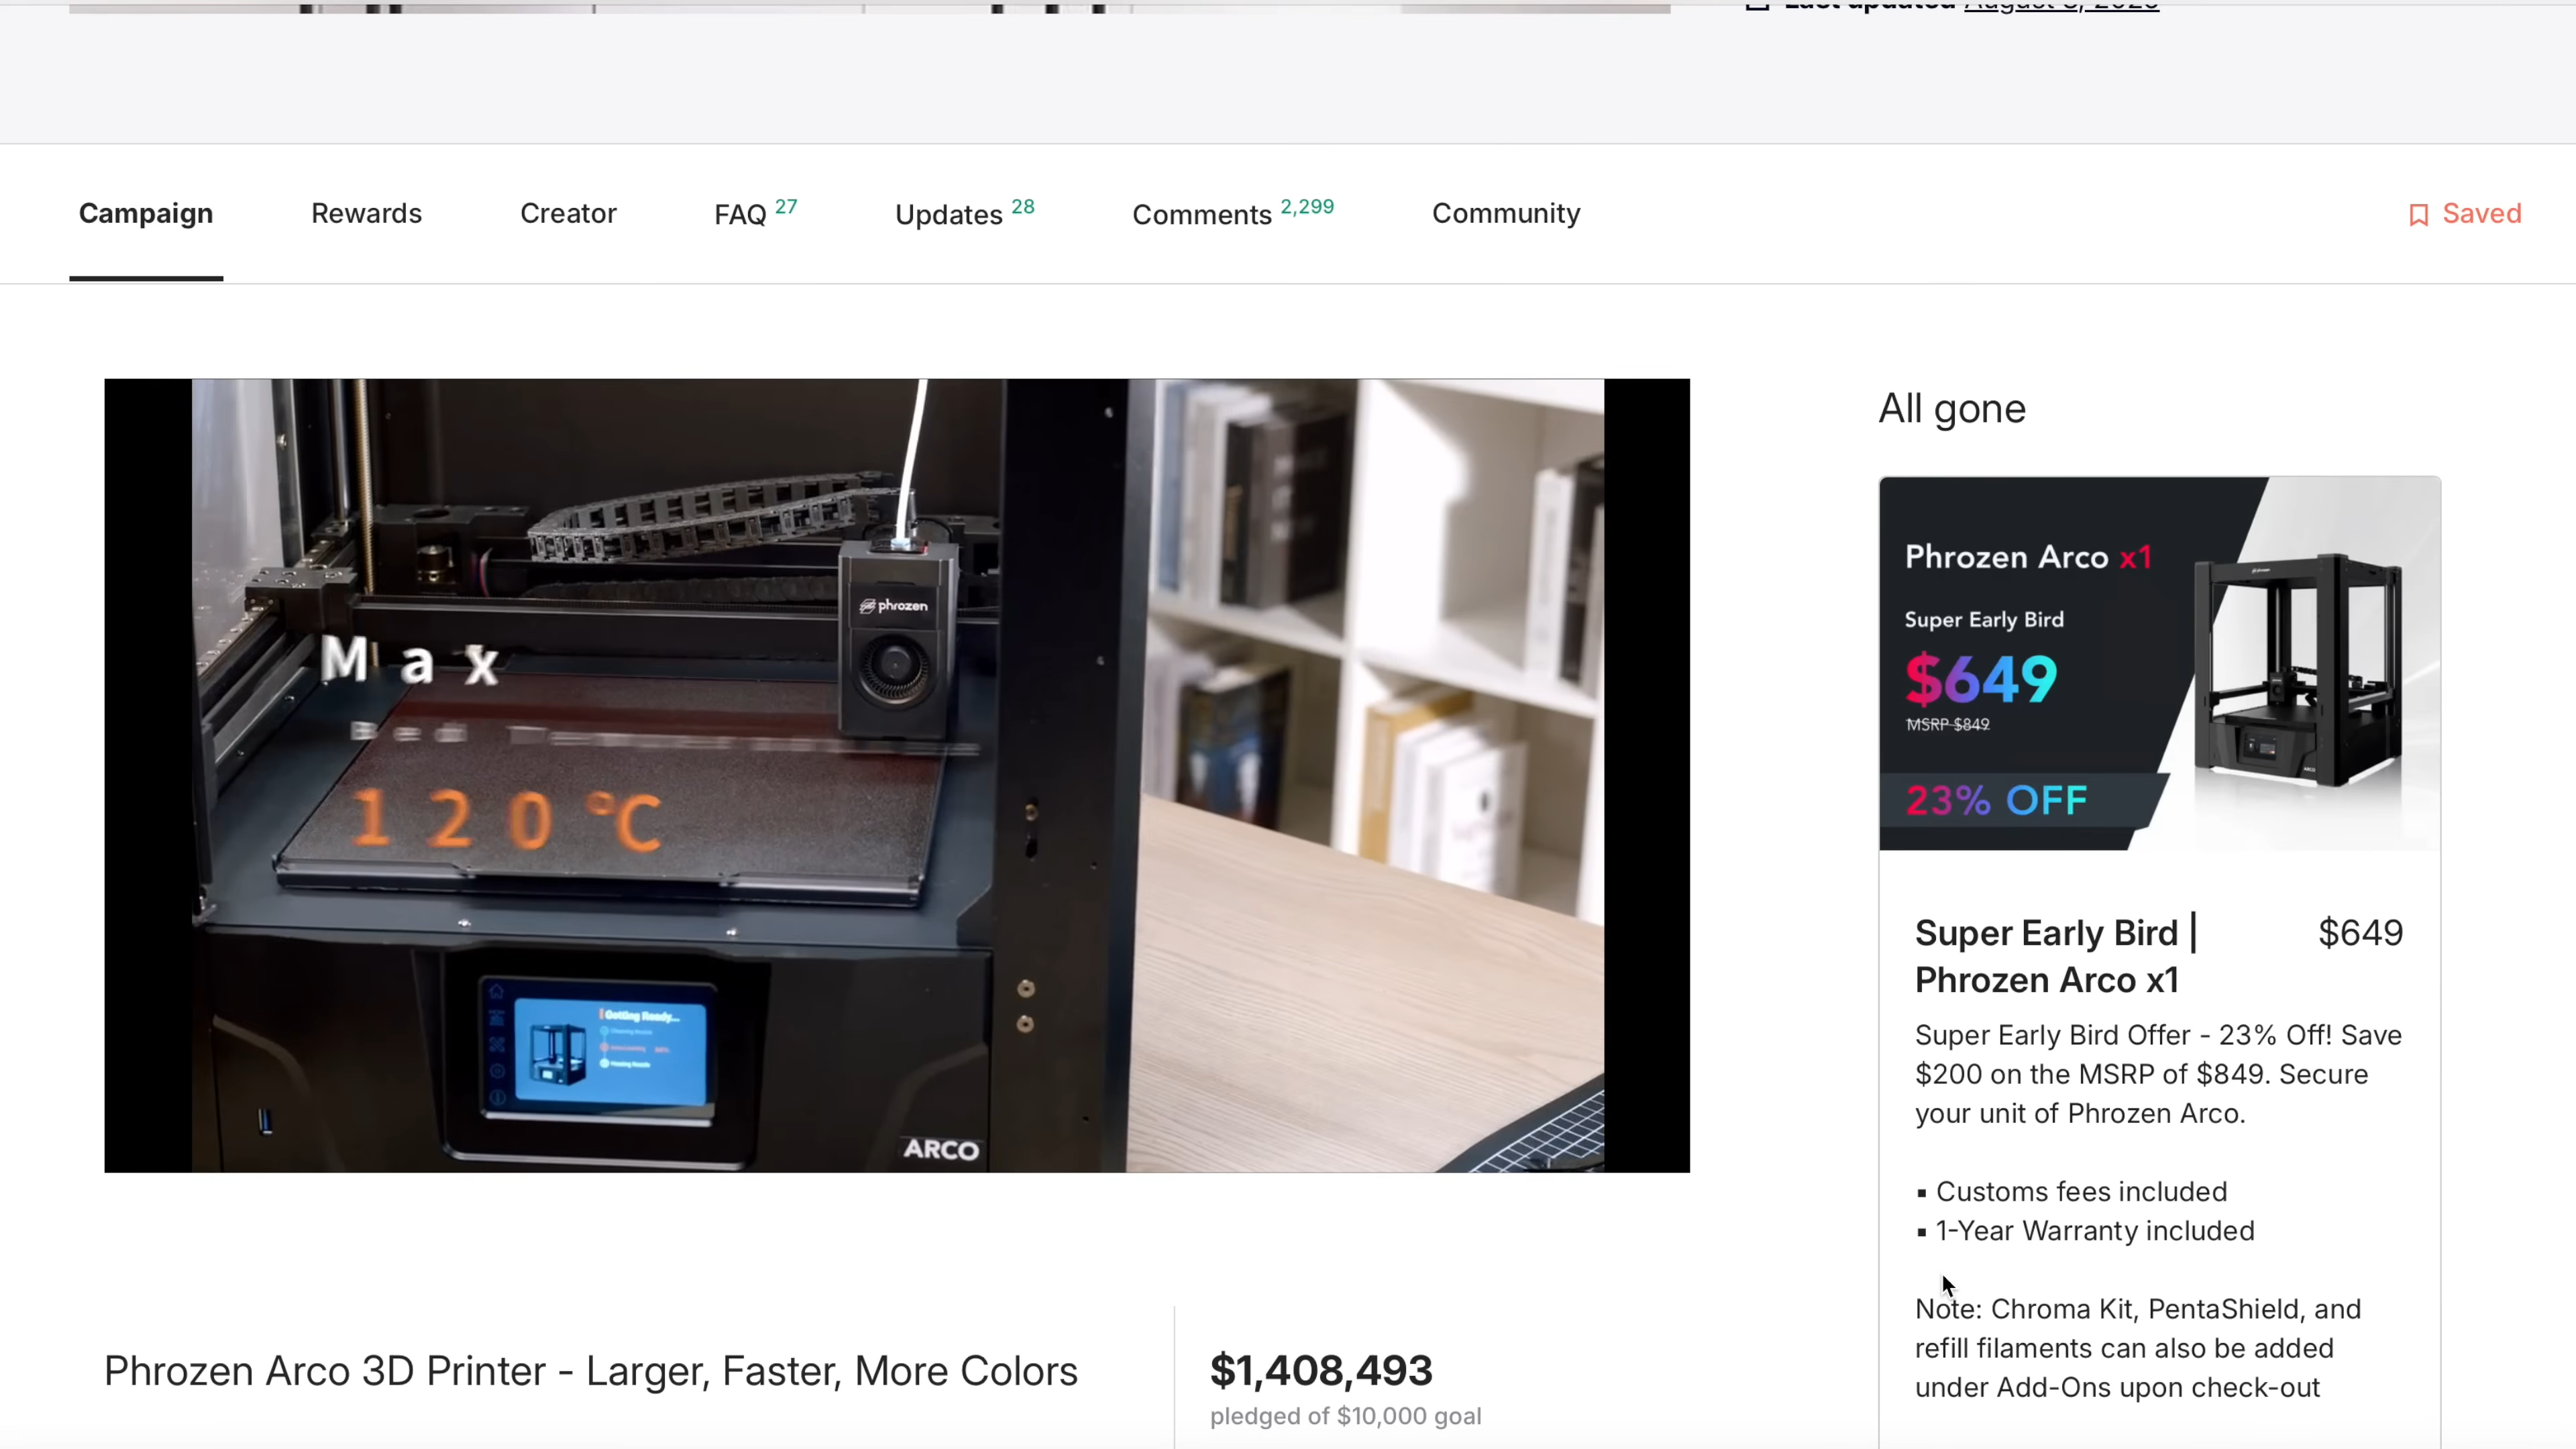 Campaign
Rewards
Creator
FAQ 27
Updates 28
Comments 2,299
Community
Saved
phrozen
Max
120°C
Getting Ready...
ARCO
Phrozen Arco 3D Printer - Larger, Faster, More Colors
$1,408,493
pledged of $10,000 goal
All gone
Phrozen Arco x1
Super Early Bird
$649
MSRP $849
23% OFF
Super Early Bird |
Phrozen Arco x1
$649
Super Early Bird Offer - 23% Off! Save
$200 on the MSRP of $849. Secure
your unit of Phrozen Arco.
▪ Customs fees included
▪ 1-Year Warranty included
Note: Chroma Kit, PentaShield, and
refill filaments can also be added
under Add-Ons upon check-out